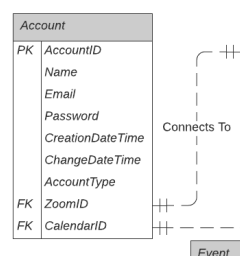 Account
PK AccountID
Name
Email
Password
CreationDateTime
Connects To
ChangeDateTime
AccountType
FK ZoomID
FK CalendarID
Event